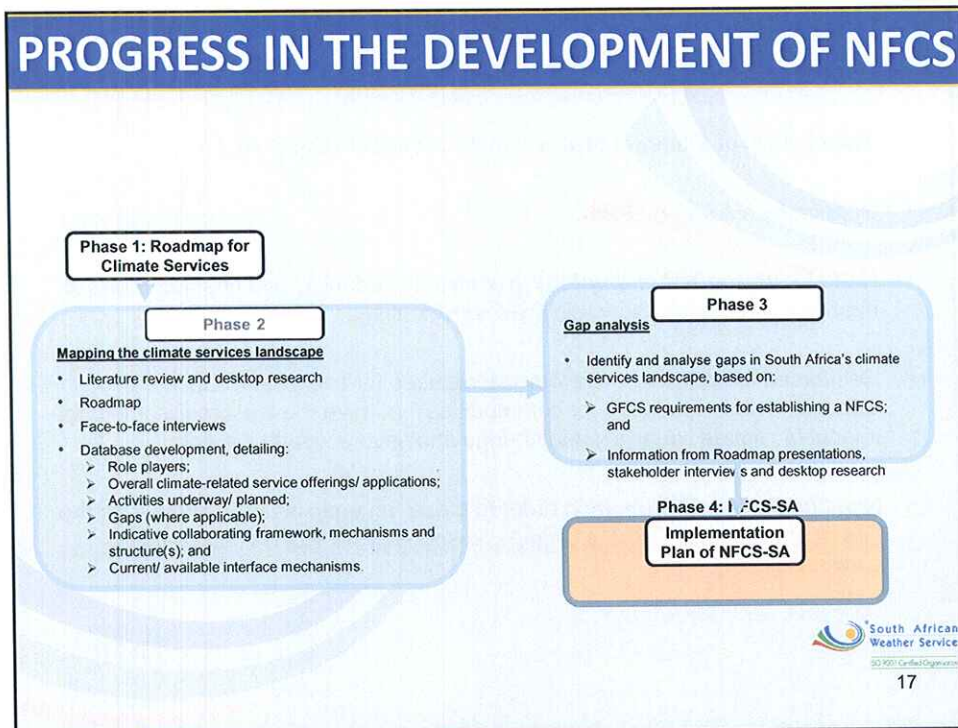 PROGRESS IN THE DEVELOPMENT OF NFCS
Phase 1: Roadmap for
Climate Services
Phase 2
Mapping the climate services landscape
• Literature review and desktop research
• Roadmap
• Face-to-face interviews
• Database development, detailing:
➢ Role players;
➢ Overall climate-related service offerings/ applications;
➢ Activities underway/ planned;
➢ Gaps (where applicable);
➢ Indicative collaborating framework, mechanisms and
structure(s); and
➢ Current/ available interface mechanisms.
Phase 3
Gap analysis
• Identify and analyse gaps in South Africa's climate
services landscape, based on:
➢ GFCS requirements for establishing a NFCS;
and
➢ Information from Roadmap presentations,
stakeholder interviews and desktop research
Phase 4: NFCS-SA
Implementation
Plan of NFCS-SA
South African
Weather Service
ISO 9001 Certified Organisation
17